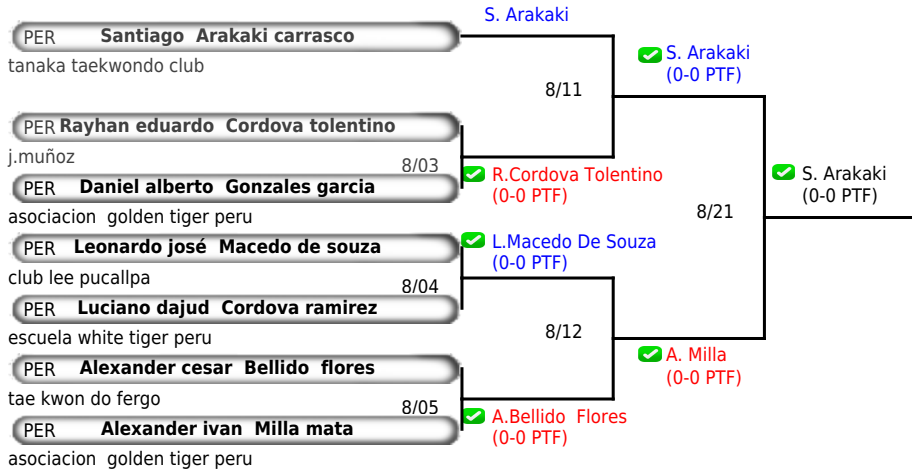 S. Arakaki
PER Santiago Arakaki carrasco
tanaka taekwondo club
8/11
S. Arakaki
(0-0 PTF)
PER Rayhan eduardo Cordova tolentino
j.muñoz
8/03
PER Daniel alberto Gonzales garcia
asociacion golden tiger peru
R.Cordova Tolentino
(0-0 PTF)
8/21
S. Arakaki
(0-0 PTF)
PER Leonardo josé Macedo de souza
club lee pucallpa
8/04
PER Luciano dajud Cordova ramirez
escuela white tiger peru
L.Macedo De Souza
(0-0 PTF)
8/12
A. Milla
(0-0 PTF)
PER Alexander cesar Bellido flores
tae kwon do fergo
8/05
PER Alexander ivan Milla mata
asociacion golden tiger peru
A.Bellido Flores
(0-0 PTF)